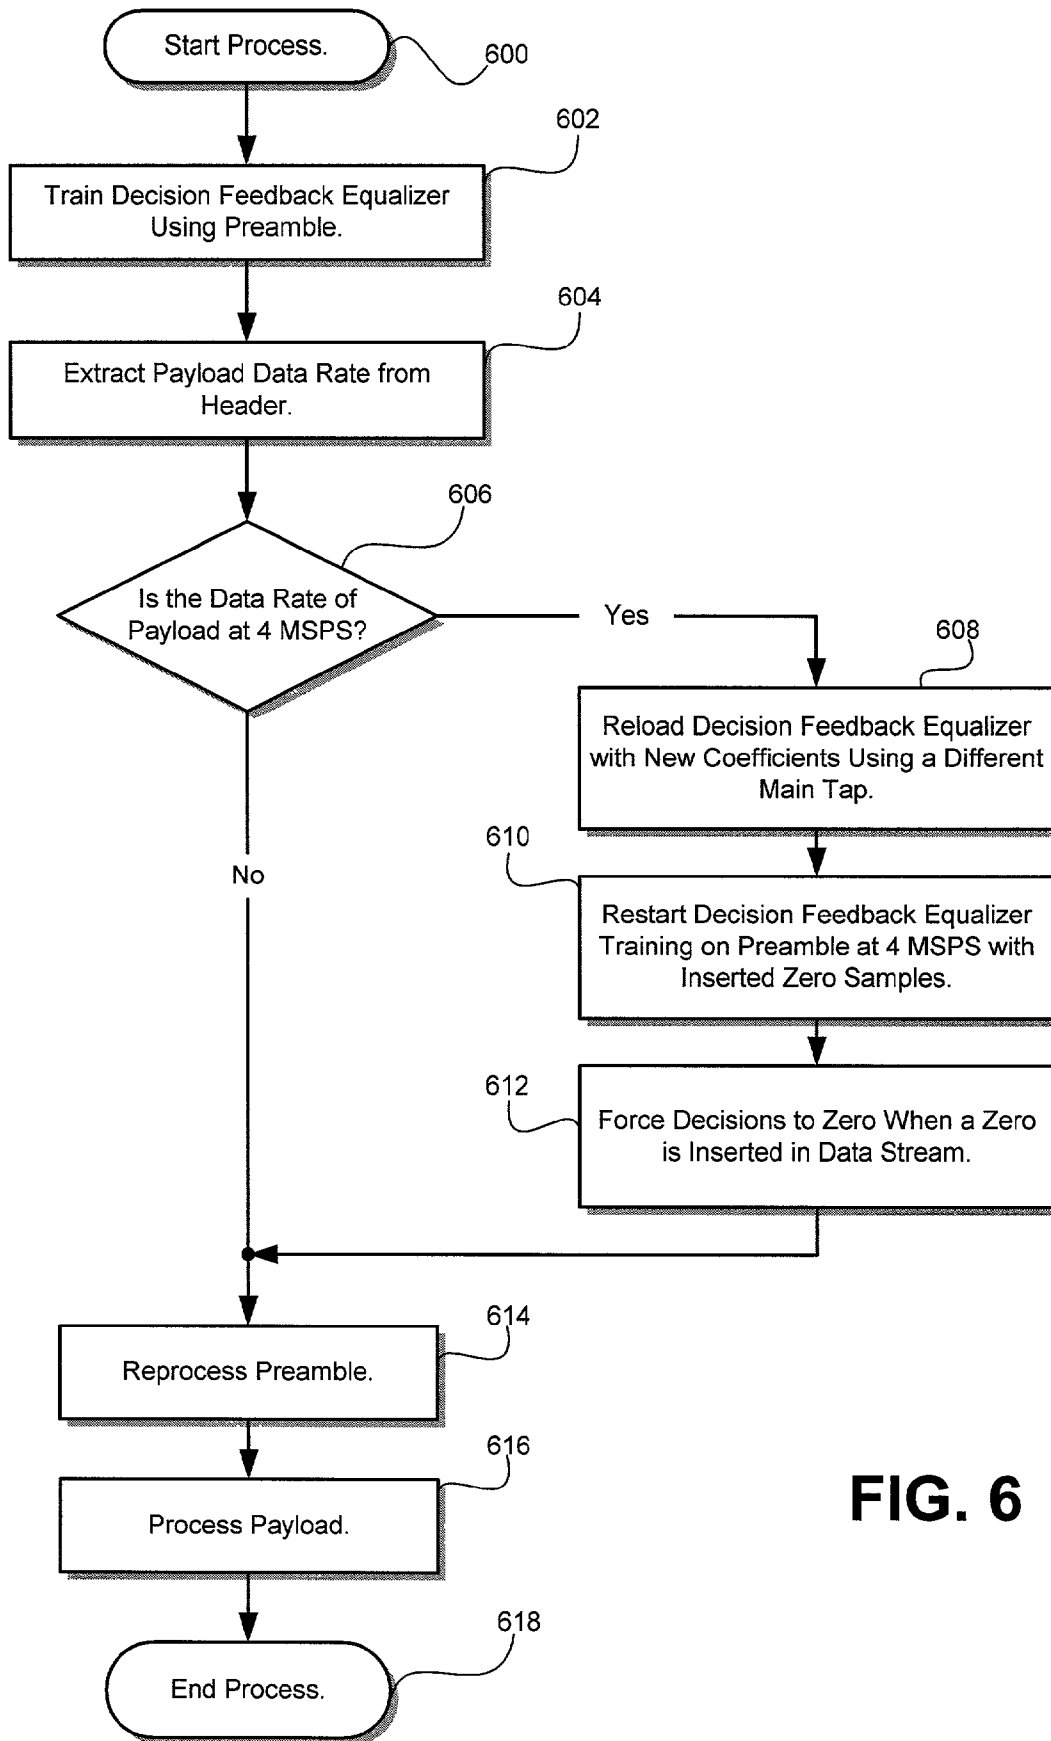 Start Process.
600
602
Train Decision Feedback Equalizer
Using Preamble.
604
Extract Payload Data Rate from
Header.
606
Is the Data Rate of
Payload at 4 MSPS?
Yes
608
Reload Decision Feedback Equalizer
with New Coefficients Using a Different
Main Tap.
610
No
Restart Decision Feedback Equalizer
Training on Preamble at 4 MSPS with
Inserted Zero Samples.
612
Force Decisions to Zero When a Zero
is Inserted in Data Stream.
614
Reprocess Preamble.
616
Process Payload.
FIG. 6
618
End Process.